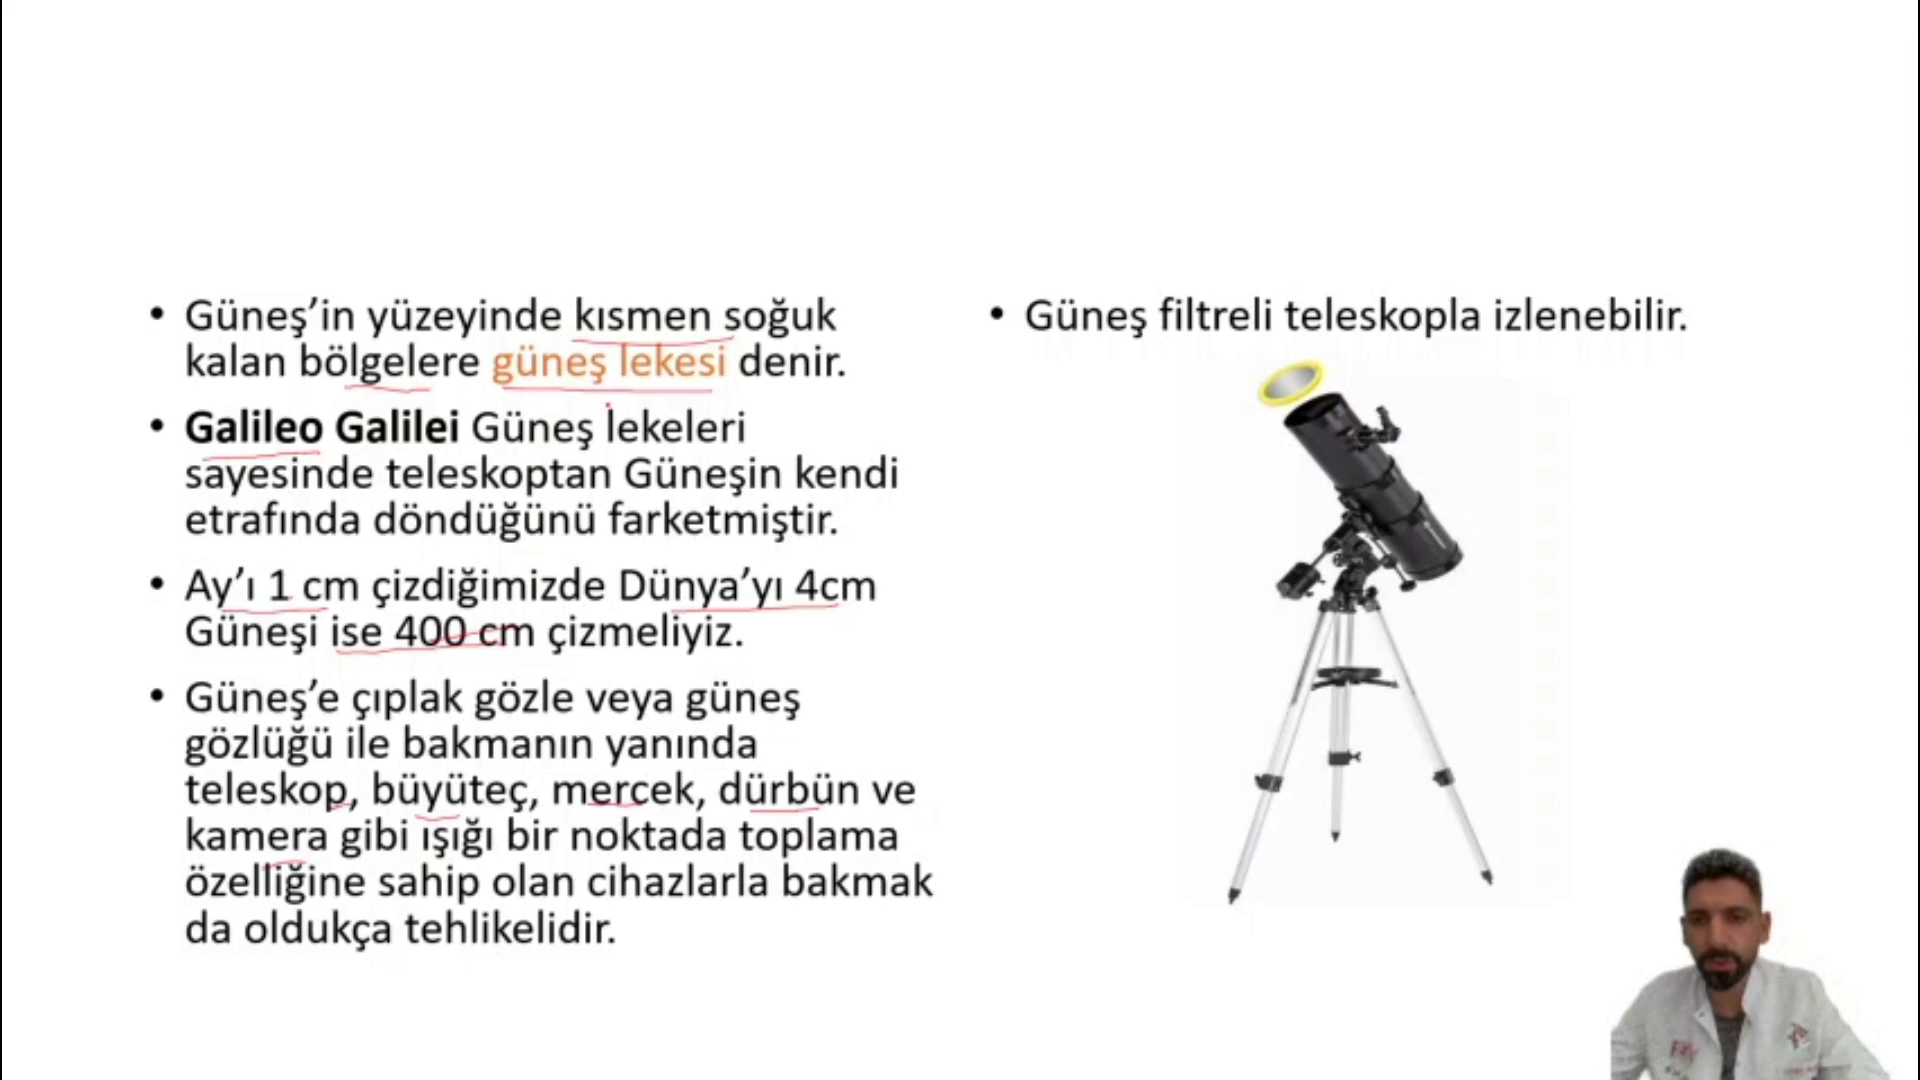 • Güneş’in yüzeyinde kısmen soğuk
kalan bölgelere güneş lekesi denir.
• Galileo Galilei Güneş lekeleri
sayesinde teleskoptan Güneşin kendi
etrafında döndüğünü farketmiştir.
• Ay’ı 1 cm çizdiğimizde Dünya’yı 4cm
Güneşi ise 400 cm çizmeliyiz.
• Güneş’e çıplak gözle veya güneş
gözlüğü ile bakmanın yanında
teleskop, büyüteç, mercek, dürbün ve
kamera gibi ışığı bir noktada toplama
özelliğine sahip olan cihazlarla bakmak
da oldukça tehlikelidir.
• Güneş filtreli teleskopla izlenebilir.